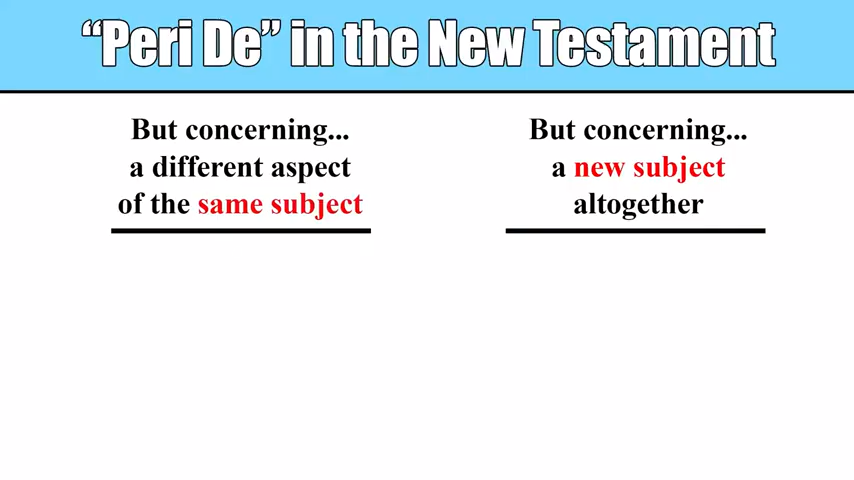 “Peri De” in the New Testament
But concerning...
a different aspect
of the same subject
But concerning...
a new subject
altogether